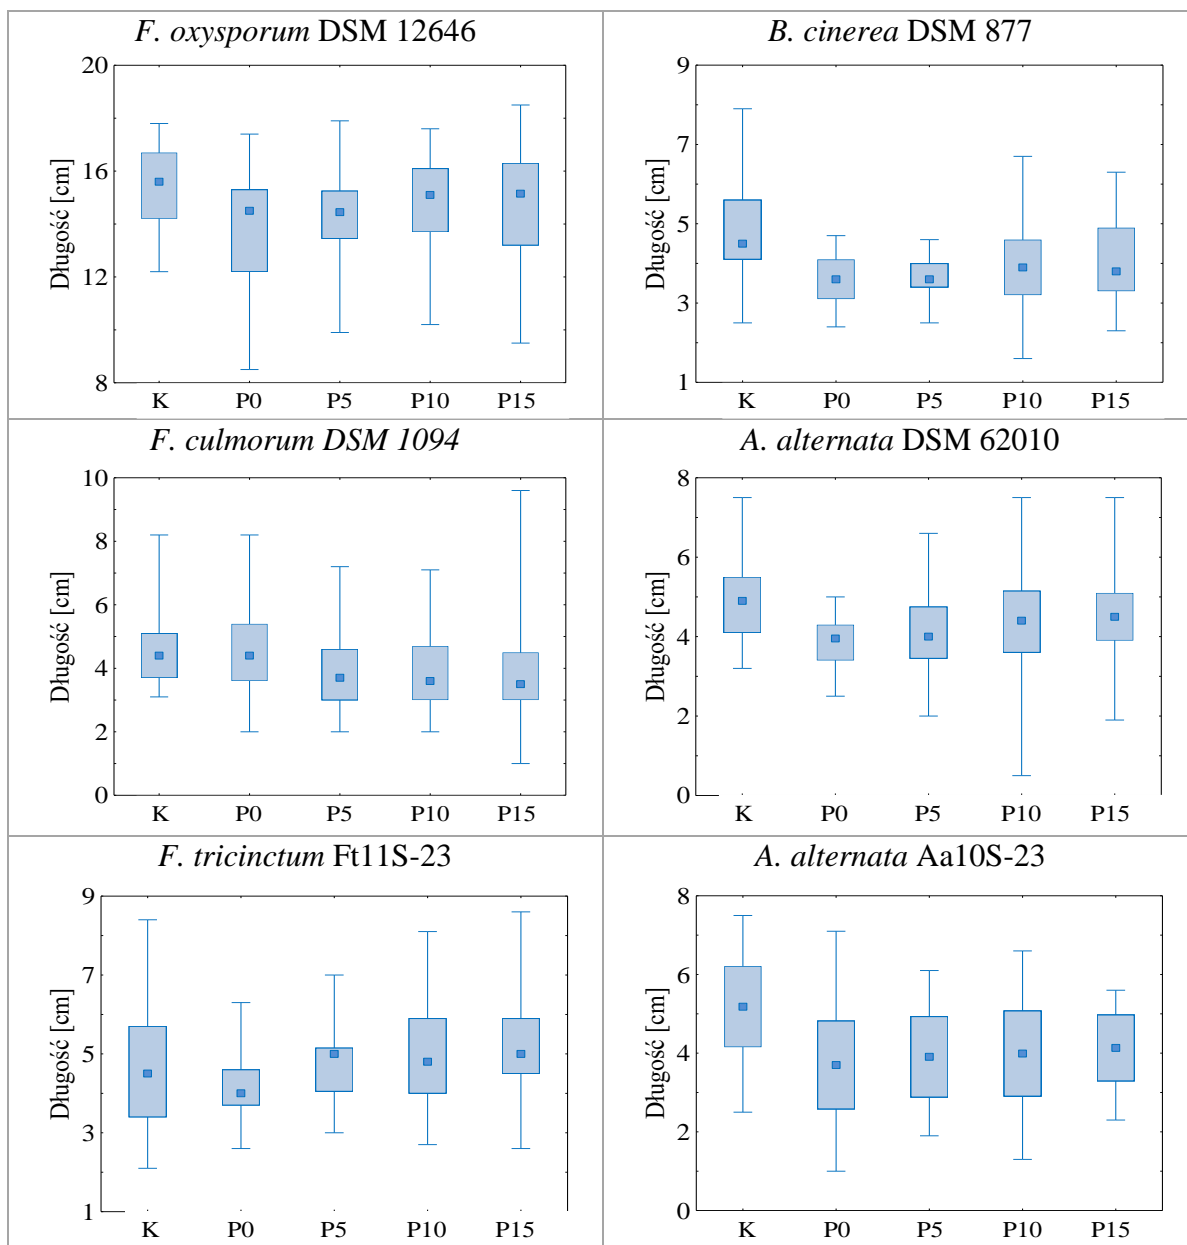 F. oxysporum DSM 12646
20
16
12
8
Długość [cm]
K P0 P5 P10 P15
B. cinerea DSM 877
9
7
5
3
1
Długość [cm]
K P0 P5 P10 P15
F. culmorum DSM 1094
10
8
6
4
2
0
Długość [cm]
K P0 P5 P10 P15
A. alternata DSM 62010
8
6
4
2
0
Długość [cm]
K P0 P5 P10 P15
F. tricinctum Ft11S-23
9
7
5
3
1
Długość [cm]
K P0 P5 P10 P15
A. alternata Aa10S-23
8
6
4
2
0
Długość [cm]
K P0 P5 P10 P15